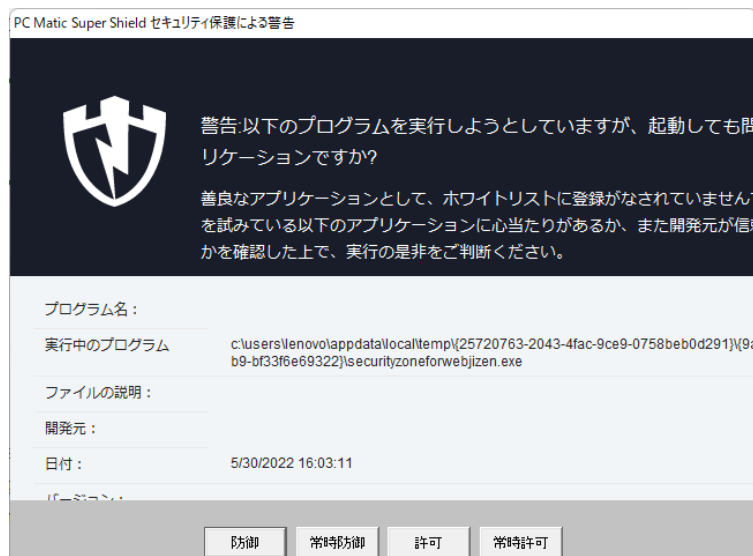 PC Matic Super Shield セキュリティ保護による警告
警告:以下のプログラムを実行しようとしていますが、起動しても問
リケーションですか?
善良なアプリケーションとして、ホワイトリストに登録がなされていません
を試みている以下のアプリケーションに心当たりがあるか、また開発元が信
かを確認した上で、実行の是非をご判断ください。
プログラム名：
実行中のプログラム
c:\users\lenovo\appdata\local\temp\{25720763-2043-4fac-9ce9-0758beb0d291}\{9
b9-bf33f6e69322}\securityzoneforwebjizen.exe
ファイルの説明：
開発元：
日付：
5/30/2022 16:03:11
バージョン：
防御 常時防御 許可 常時許可